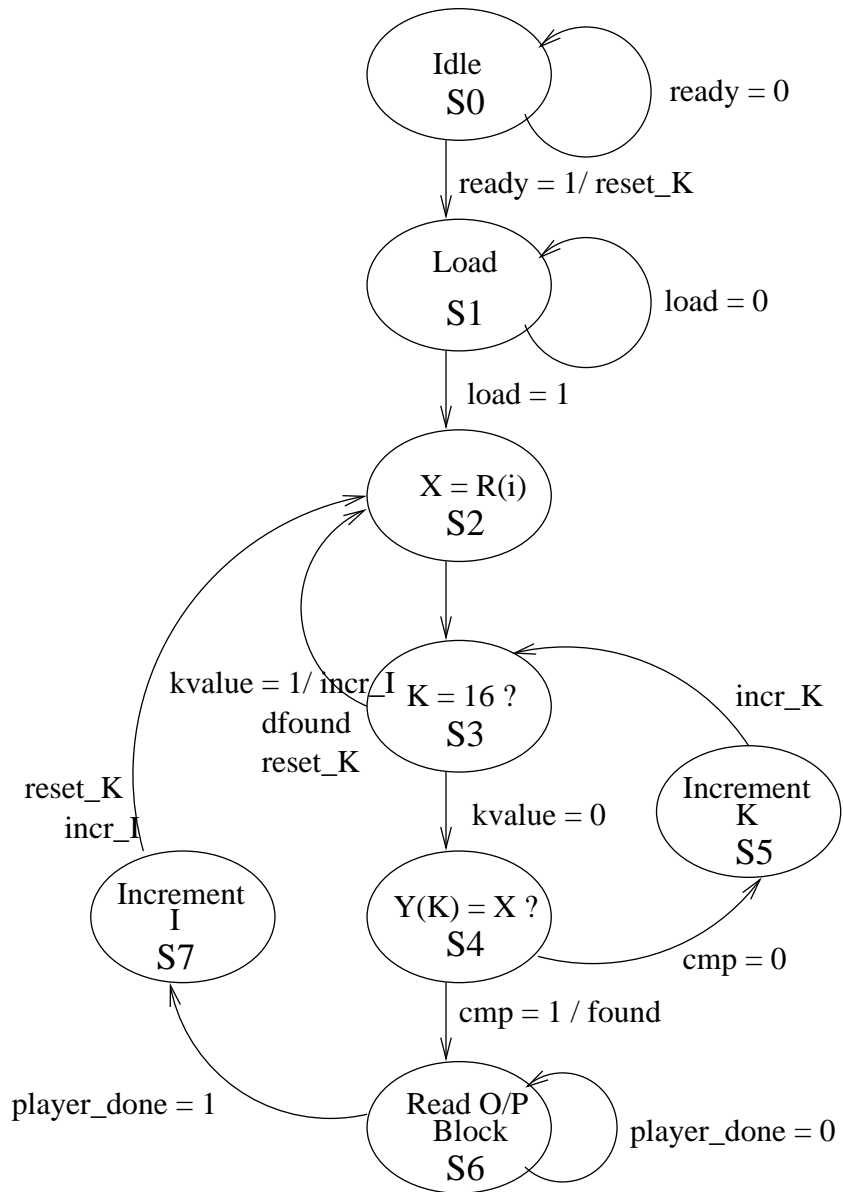 Idle
S0
ready = 0
ready = 1/ reset_K
Load
S1
load = 0
load = 1
X = R(i)
S2
kvalue = 1/ incr_I
dfound
reset_K
K = 16 ?
S3
incr_K
reset_K
incr_I
kvalue = 0
Increment
K
S5
Increment
I
S7
Y(K) = X ?
S4
cmp = 0
cmp = 1 / found
player_done = 1
Read O/P
Block
S6
player_done = 0